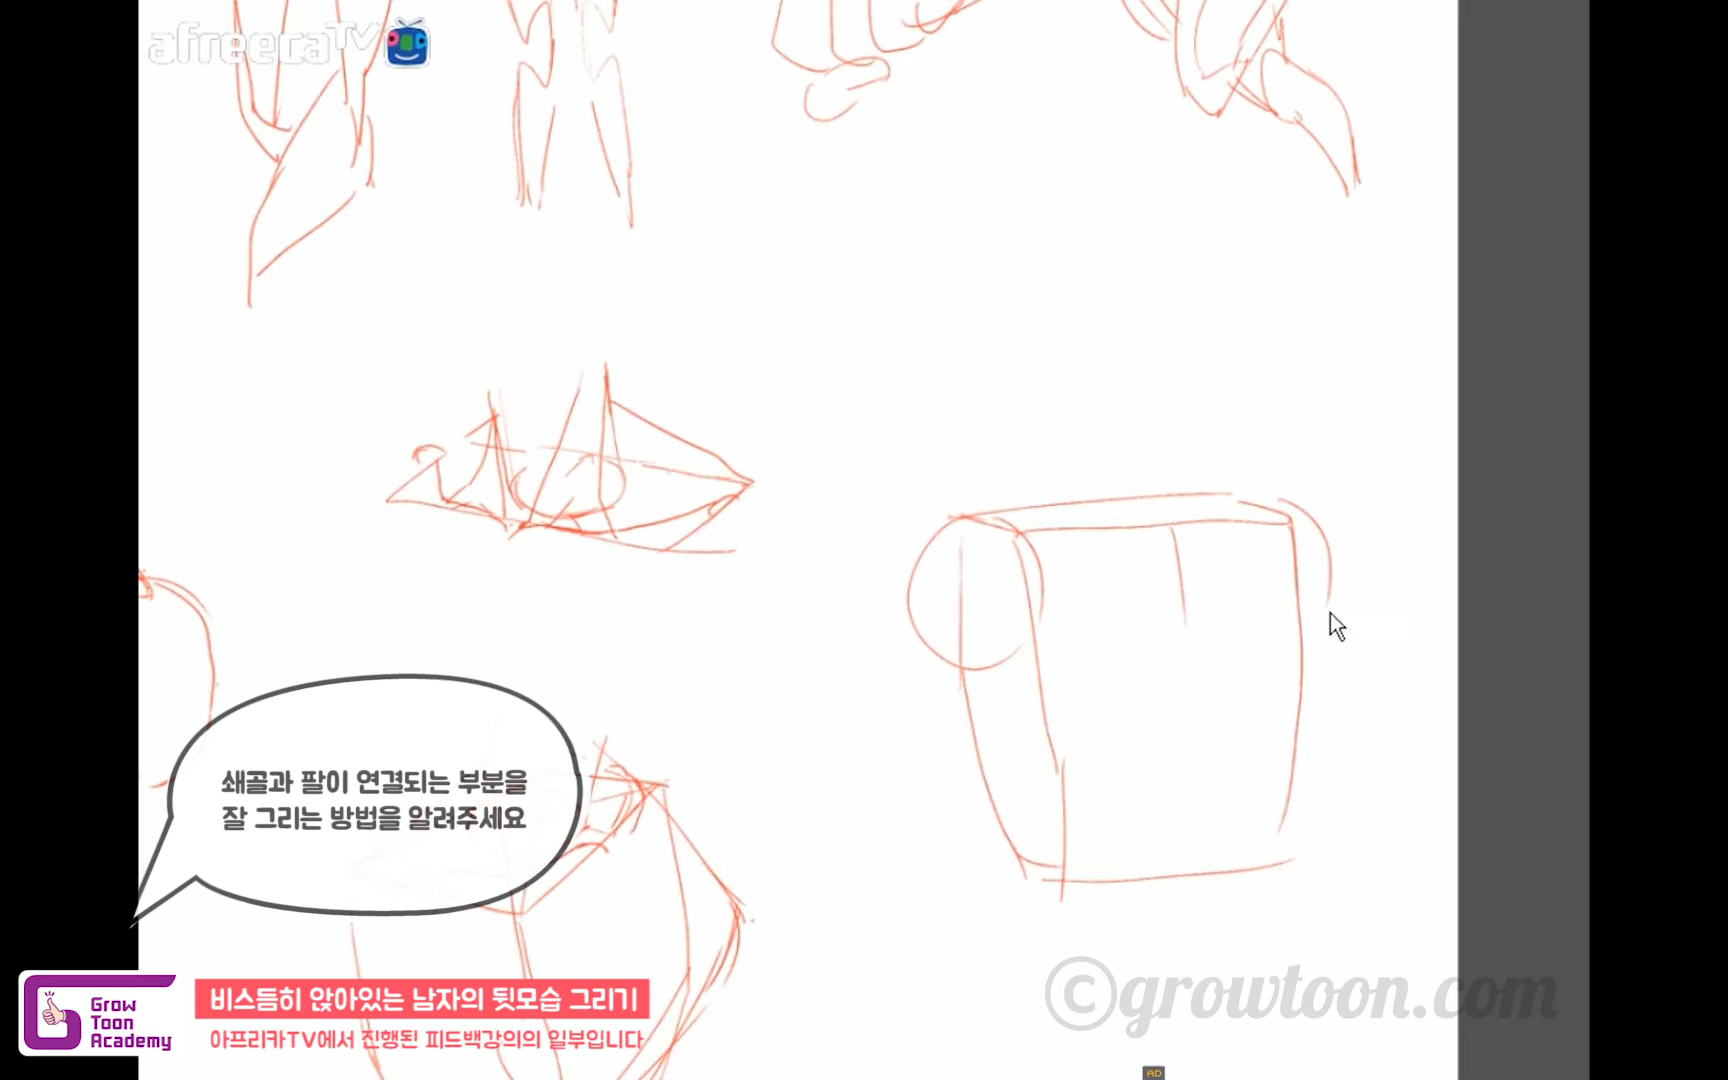 afreecaTV
쇄골과 팔이 연결되는 부분을
잘 그리는 방법을 알려주세요
Grow
Toon
Academy
비스듬히 앉아있는 남자의 뒷모습 그리기
아프리카TV에서 진행된 피드백강의의 일부입니다
©growtoon.com
AD